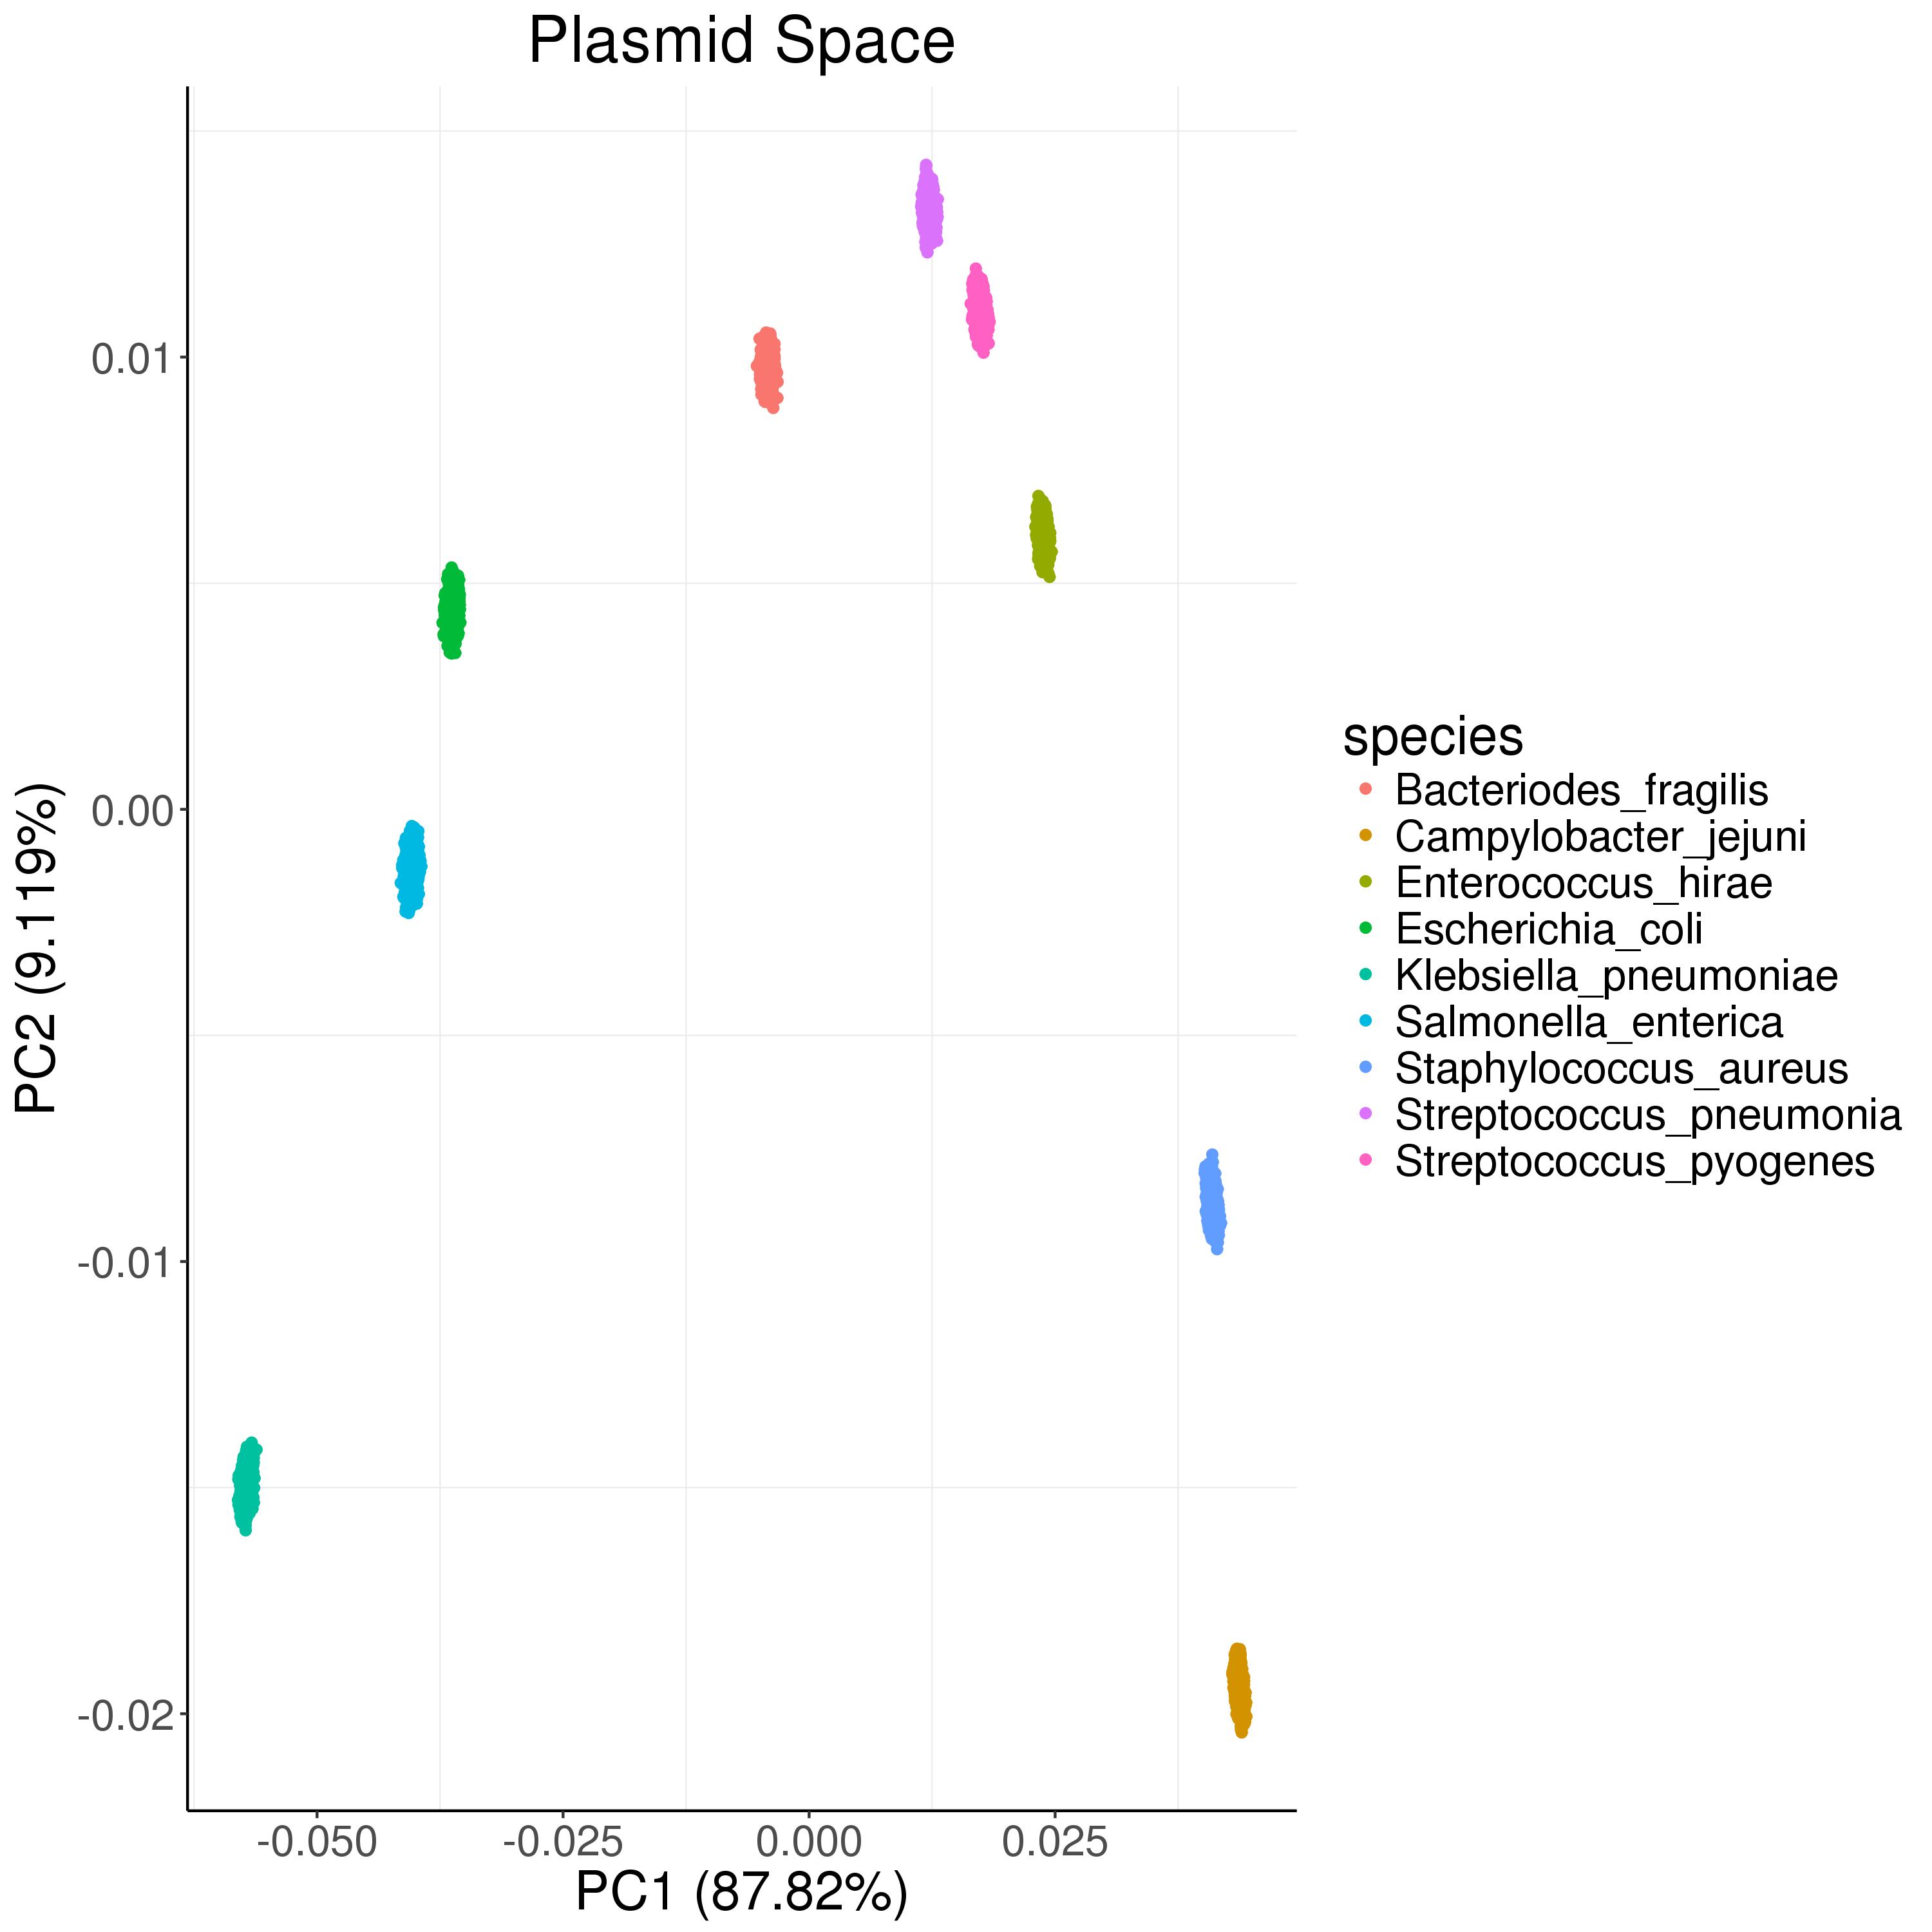 Plasmid Space
0.01
0.00
-0.01
-0.02
PC2 (9.119%)
-0.050 -0.025 0.000 0.025
PC1 (87.82%)
species
Bacteriodes_fragilis
Campylobacter_jejuni
Enterococcus_hirae
Escherichia_coli
Klebsiella_pneumoniae
Salmonella_enterica
Staphylococcus_aureus
Streptococcus_pneumonia
Streptococcus_pyogenes